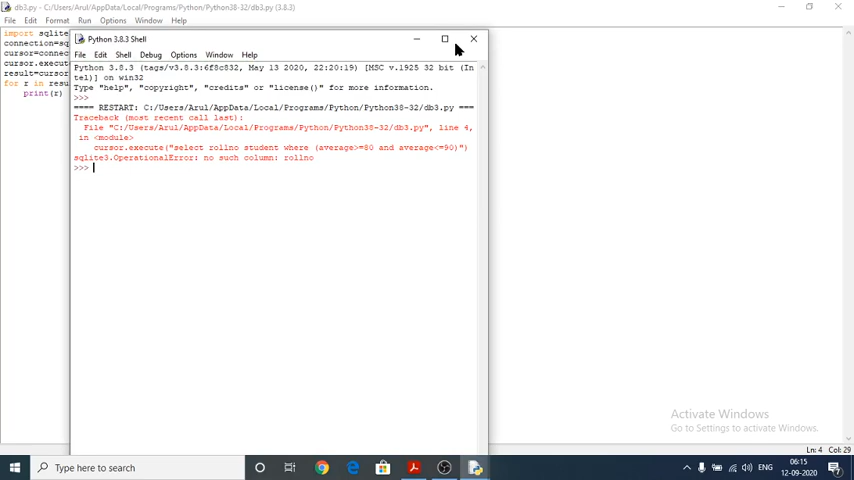 db3.py - C:/Users/Arul/AppData/Local/Programs/Python/Python38-32/db3.py (3.8.3)
File Edit Format Run Options Window Help
import sqlite
connection=sq
cursor=connec
cursor.execut
result=cursor
for r in resu
print(r)
Python 3.8.3 Shell
File Edit Shell Debug Options Window Help
Python 3.8.3 (tags/v3.8.3:6f8c832, May 13 2020, 22:20:19) [MSC v.1925 32 bit (In
tel)] on win32
Type "help", "copyright", "credits" or "license()" for more information.
>>>
==== RESTART: C:/Users/Arul/AppData/Local/Programs/Python/Python38-32/db3.py ===
Traceback (most recent call last):
File "C:/Users/Arul/AppData/Local/Programs/Python/Python38-32/db3.py", line 4,
in <module>
cursor.execute("select rollno student where (average>=80 and average<=90)")
sqlite3.OperationalError: no such column: rollno
>>>
Activate Windows
Go to Settings to activate Windows.
Ln: 4 Col: 29
Type here to search
ENG
06:15
12-09-2020
7